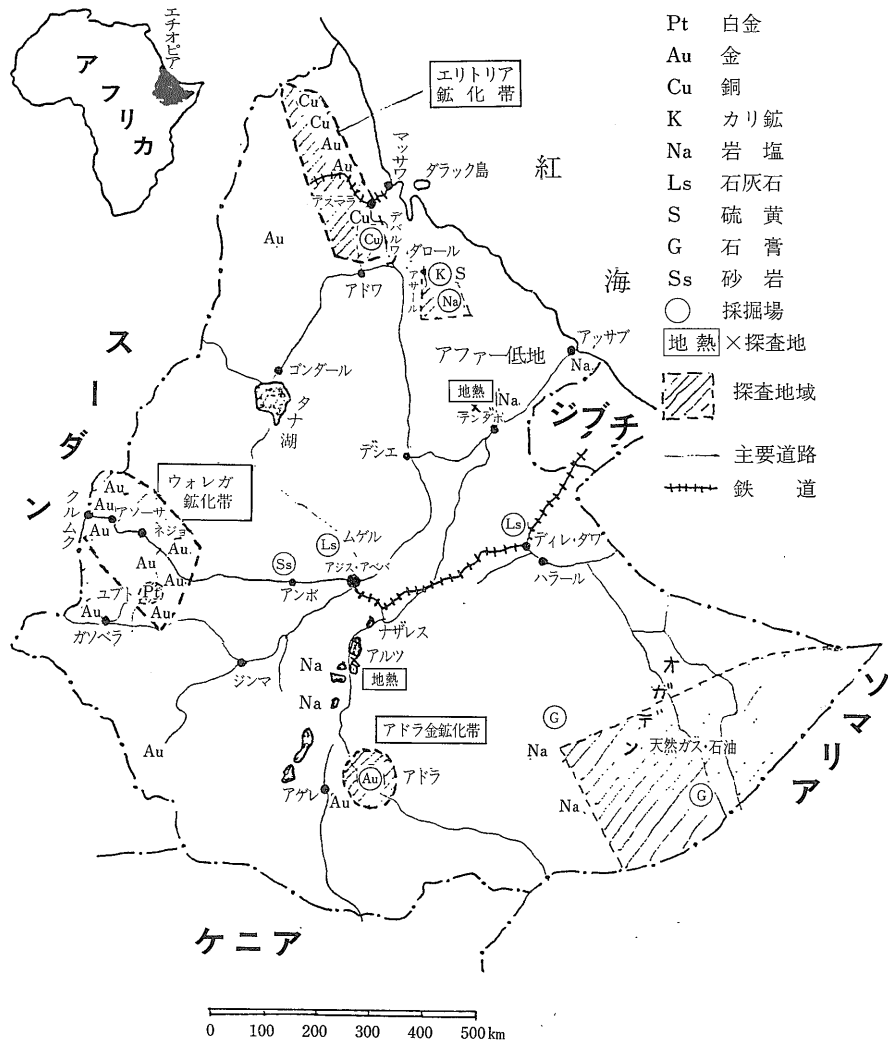 エチオピア
アフリカ
Pt 白金
Au 金
Cu 銅
K カリ鉱
Na 岩塩
Ls 石灰石
S 硫黄
G 石膏
Ss 砂岩
○ 採掘場
地熱 ×探査地
探査地域
主要道路
鉄道
エリトリア
鉱化帯
Cu
Cu
Au
Au
マッサワ
ダラック島
紅海
アスマラ
Cu
Cu
デバルワ
Au
アドワ
ダロール
アサール
K
S
Na
アファー低地
アッサブ
Na
ゴンダール
タナ湖
地熱
×
Na
テンダホ
デシエ
ジブチ
スーダン
ウォレガ
鉱化帯
Au
Au
アソーサ
クルムク
Au
ネジョ
Au
Au
Au
ユブト
Pt
Au
Au
ガソベラ
Ls
ムゲル
Ss
アジス・アベバ
アンボ
Ls
ディレ・ダワ
ハラール
ナザレス
アルツ
地熱
Na
Na
ジンマ
Au
アドラ金鉱化帯
Au
アドラ
アゲレ
Au
オガデン
天然ガス・石油
G
Na
Na
G
ソマリア
ケニア
0 100 200 300 400 500km